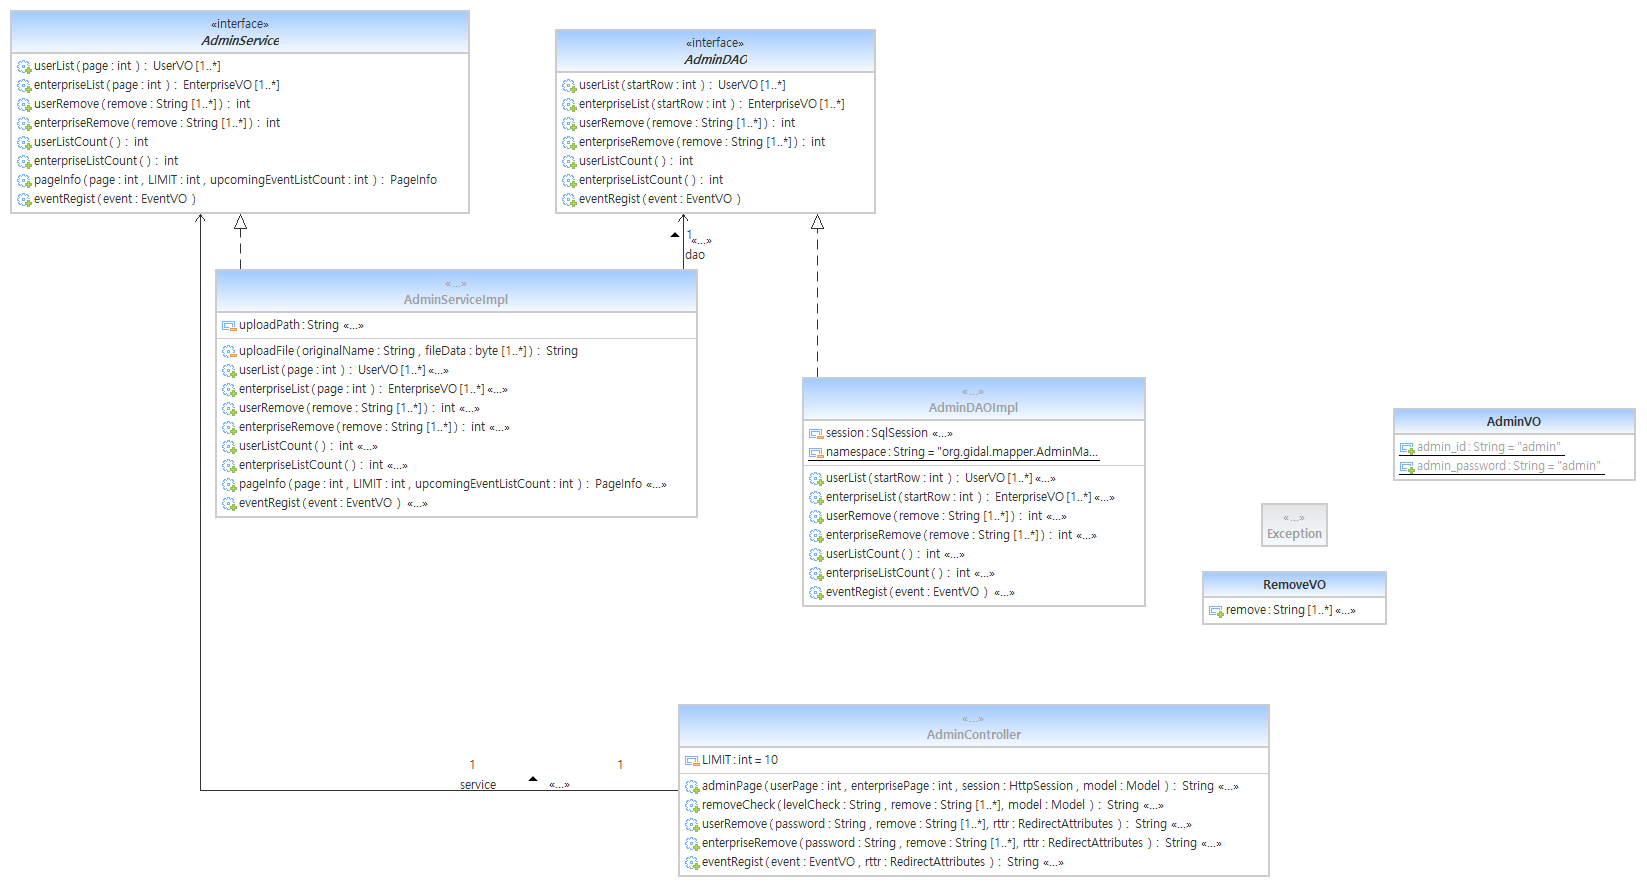 «interface»
AdminService
userList ( page : int ) : UserVO [1..*]
enterpriseList ( page : int ) : EnterpriseVO [1..*]
userRemove ( remove : String [1..*] ) : int
enterpriseRemove ( remove : String [1..*] ) : int
userListCount ( ) : int
enterpriseListCount ( ) : int
pageInfo ( page : int , LIMIT : int , upcomingEventListCount : int ) : PageInfo
eventRegist ( event : EventVO )
«interface»
AdminDAO
userList ( startRow : int ) : UserVO [1..*]
enterpriseList ( startRow : int ) : EnterpriseVO [1..*]
userRemove ( remove : String [1..*] ) : int
enterpriseRemove ( remove : String [1..*] ) : int
userListCount ( ) : int
enterpriseListCount ( ) : int
eventRegist ( event : EventVO )
1
«...»
dao
«...»
AdminServiceImpl
uploadPath : String «...»
uploadFile ( originalName : String , fileData : byte [1..*] ) : String
userList ( page : int ) : UserVO [1..*] «...»
enterpriseList ( page : int ) : EnterpriseVO [1..*] «...»
userRemove ( remove : String [1..*] ) : int «...»
enterpriseRemove ( remove : String [1..*] ) : int «...»
userListCount ( ) : int «...»
enterpriseListCount ( ) : int «...»
pageInfo ( page : int , LIMIT : int , upcomingEventListCount : int ) : PageInfo «...»
eventRegist ( event : EventVO ) «...»
«...»
AdminDAOImpl
session : SqlSession «...»
namespace : String = "org.gidal.mapper.AdminMa...
userList ( startRow : int ) : UserVO [1..*] «...»
enterpriseList ( startRow : int ) : EnterpriseVO [1..*] «...»
userRemove ( remove : String [1..*] ) : int «...»
enterpriseRemove ( remove : String [1..*] ) : int «...»
userListCount ( ) : int «...»
enterpriseListCount ( ) : int «...»
eventRegist ( event : EventVO ) «...»
AdminVO
admin_id : String = "admin"
admin_password : String = "admin"
«...»
Exception
RemoveVO
remove : String [1..*] «...»
«...»
AdminController
LIMIT : int = 10
adminPage ( userPage : int , enterprisePage : int , session : HttpSession , model : Model ) : String «...»
removeCheck ( levelCheck : String , remove : String [1..*], model : Model ) : String «...»
userRemove ( password : String , remove : String [1..*], rttr : RedirectAttributes ) : String «...»
enterpriseRemove ( password : String , remove : String [1..*], rttr : RedirectAttributes ) : String «...»
eventRegist ( event : EventVO , rttr : RedirectAttributes ) : String «...»
1
1
service
«...»